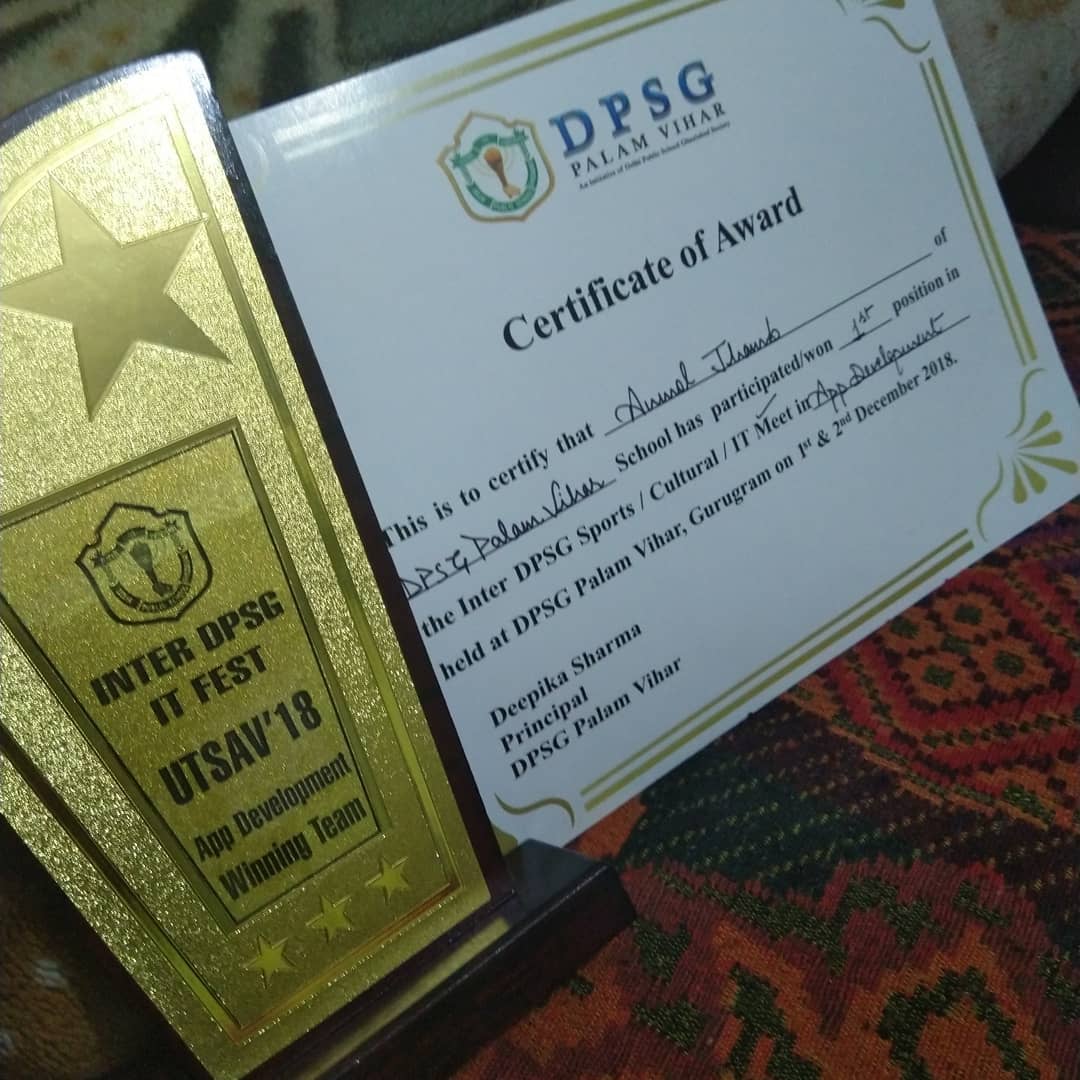 INTER DPSG
IT FEST
UTSAV'18
App Development
Winning Team
DPSG
PALAM VIHAR
An Initiative of Delhi Public School Ghaziabad Society
Certificate of Award
This is to certify that Anmol of
DPSG Palam Vihar School has participated/won 1st position in
the Inter DPSG Sports / Cultural / IT Meet in App Development
held at DPSG Palam Vihar, Gurugram on 1st & 2nd December 2018.
Deepika Sharma
Principal
DPSG Palam Vihar